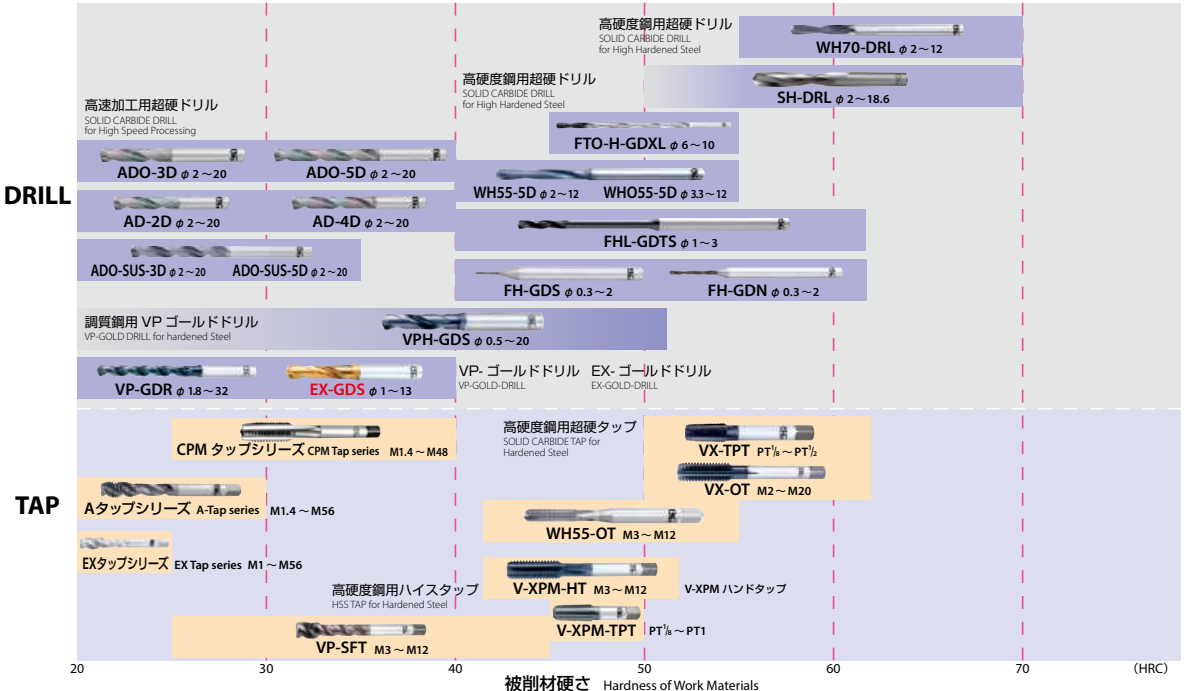 高硬度鋼用超硬ドリル
SOLID CARBIDE DRILL
for High Hardened Steel
WH70-DRL φ 2〜12
高硬度鋼用超硬ドリル
SOLID CARBIDE DRILL
for High Hardened Steel
SH-DRL φ 2〜18.6
高速加工用超硬ドリル
SOLID CARBIDE DRILL
for High Speed Processing
FTO-H-GDXL φ 6〜10
ADO-3D φ 2〜20 ADO-5D φ 2〜20
WH55-5D φ 2〜12 WHO55-5D φ 3.3〜12
DRILL
AD-2D φ 2〜20 AD-4D φ 2〜20
FHL-GDTS φ 1〜3
ADO-SUS-3D φ 2〜20 ADO-SUS-5D φ 2〜20
FH-GDS φ 0.3〜2 FH-GDN φ 0.3〜2
調質鋼用 VP ゴールドドリル
VP-GOLD DRILL for hardened Steel
VPH-GDS φ 0.5〜20
VP-GDR φ 1.8〜32 EX-GDS φ 1〜13
VP- ゴールドドリル EX- ゴールドドリル
VP-GOLD-DRILL EX-GOLD-DRILL
TAP
CPM タップシリーズ CPM Tap series M1.4 〜 M48
高硬度鋼用超硬タップ
SOLID CARBIDE TAP for
Hardened Steel
VX-TPT PT1/8 〜 PT1/2
VX-OT M2 〜 M20
Aタップシリーズ A-Tap series M1.4 〜 M56
WH55-OT M3 〜 M12
EXタップシリーズ EX Tap series M1 〜 M56
高硬度鋼用ハイスタップ
HSS TAP for Hardened Steel
V-XPM-HT M3 〜 M12 V-XPM ハンドタップ
V-XPM-TPT PT1/8 〜 PT1
VP-SFT M3 〜 M12
20 30 40 50 60 70 (HRC)
被削材硬さ Hardness of Work Materials